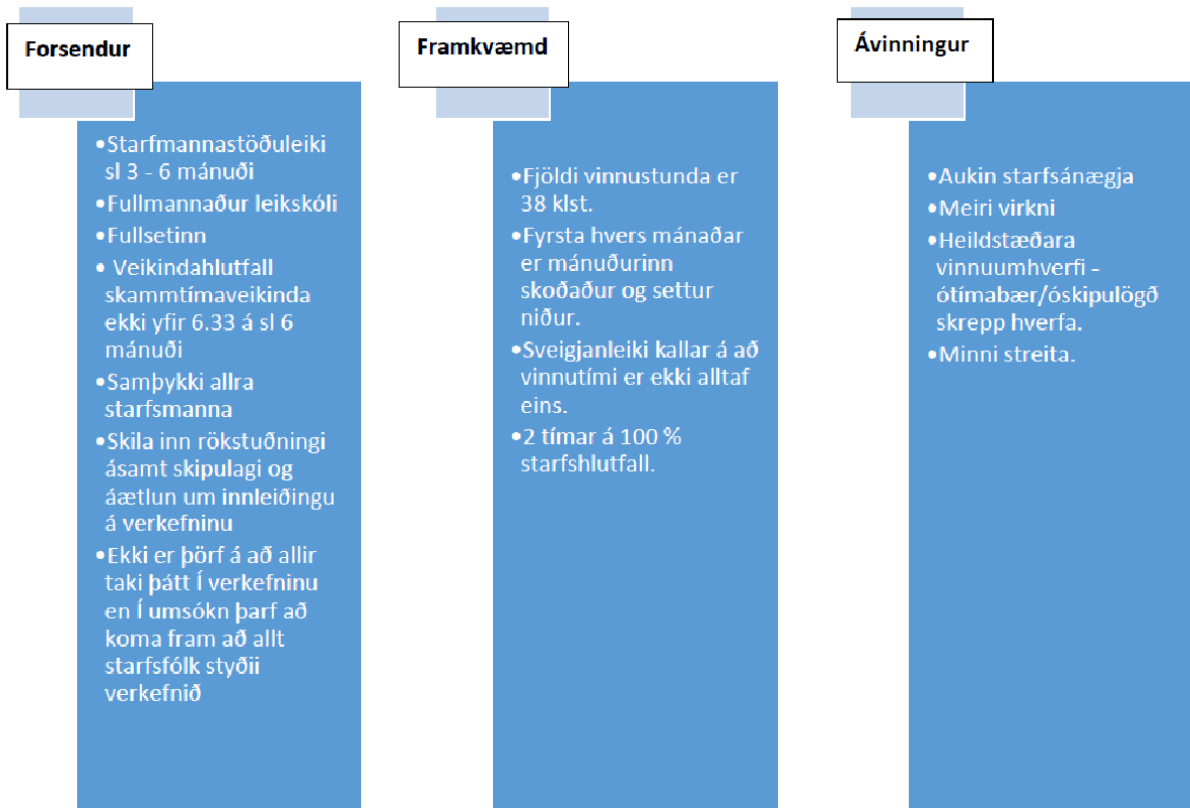 Forsendur
•Starfmannastöðuleiki
sl 3 - 6 mánuði
•Fullmannaður leikskóli
•Fullsetinn
• Veikindahlutfall
skammtímaveikinda
ekki yfir 6.33 á sl 6
mánuði
•Samþykki allra
starfsmanna
•Skila inn rökstuðningi
ásamt skipulagi og
áætlun um innleiðingu
á verkefninu
•Ekki er þörf á að allir
taki þátt Í verkefninu
en Í umsókn þarf að
koma fram að allt
starfsfólk styðii
verkefnið
Framkvæmd
•Fjöldi vinnustunda er
38 klst.
•Fyrsta hvers mánaðar
er mánuðurinn
skoðaður og settur
niður.
•Sveigjanleiki kallar á að
vinnutími er ekki alltaf
eins.
•2 tímar á 100 %
starfshlutfall.
Ávinningur
•Aukin starfsánægja
•Meiri virkni
•Heildstæðara
vinnuumhverfi -
ótímabær/óskipulögð
skrepp hverfa.
•Minni streita.